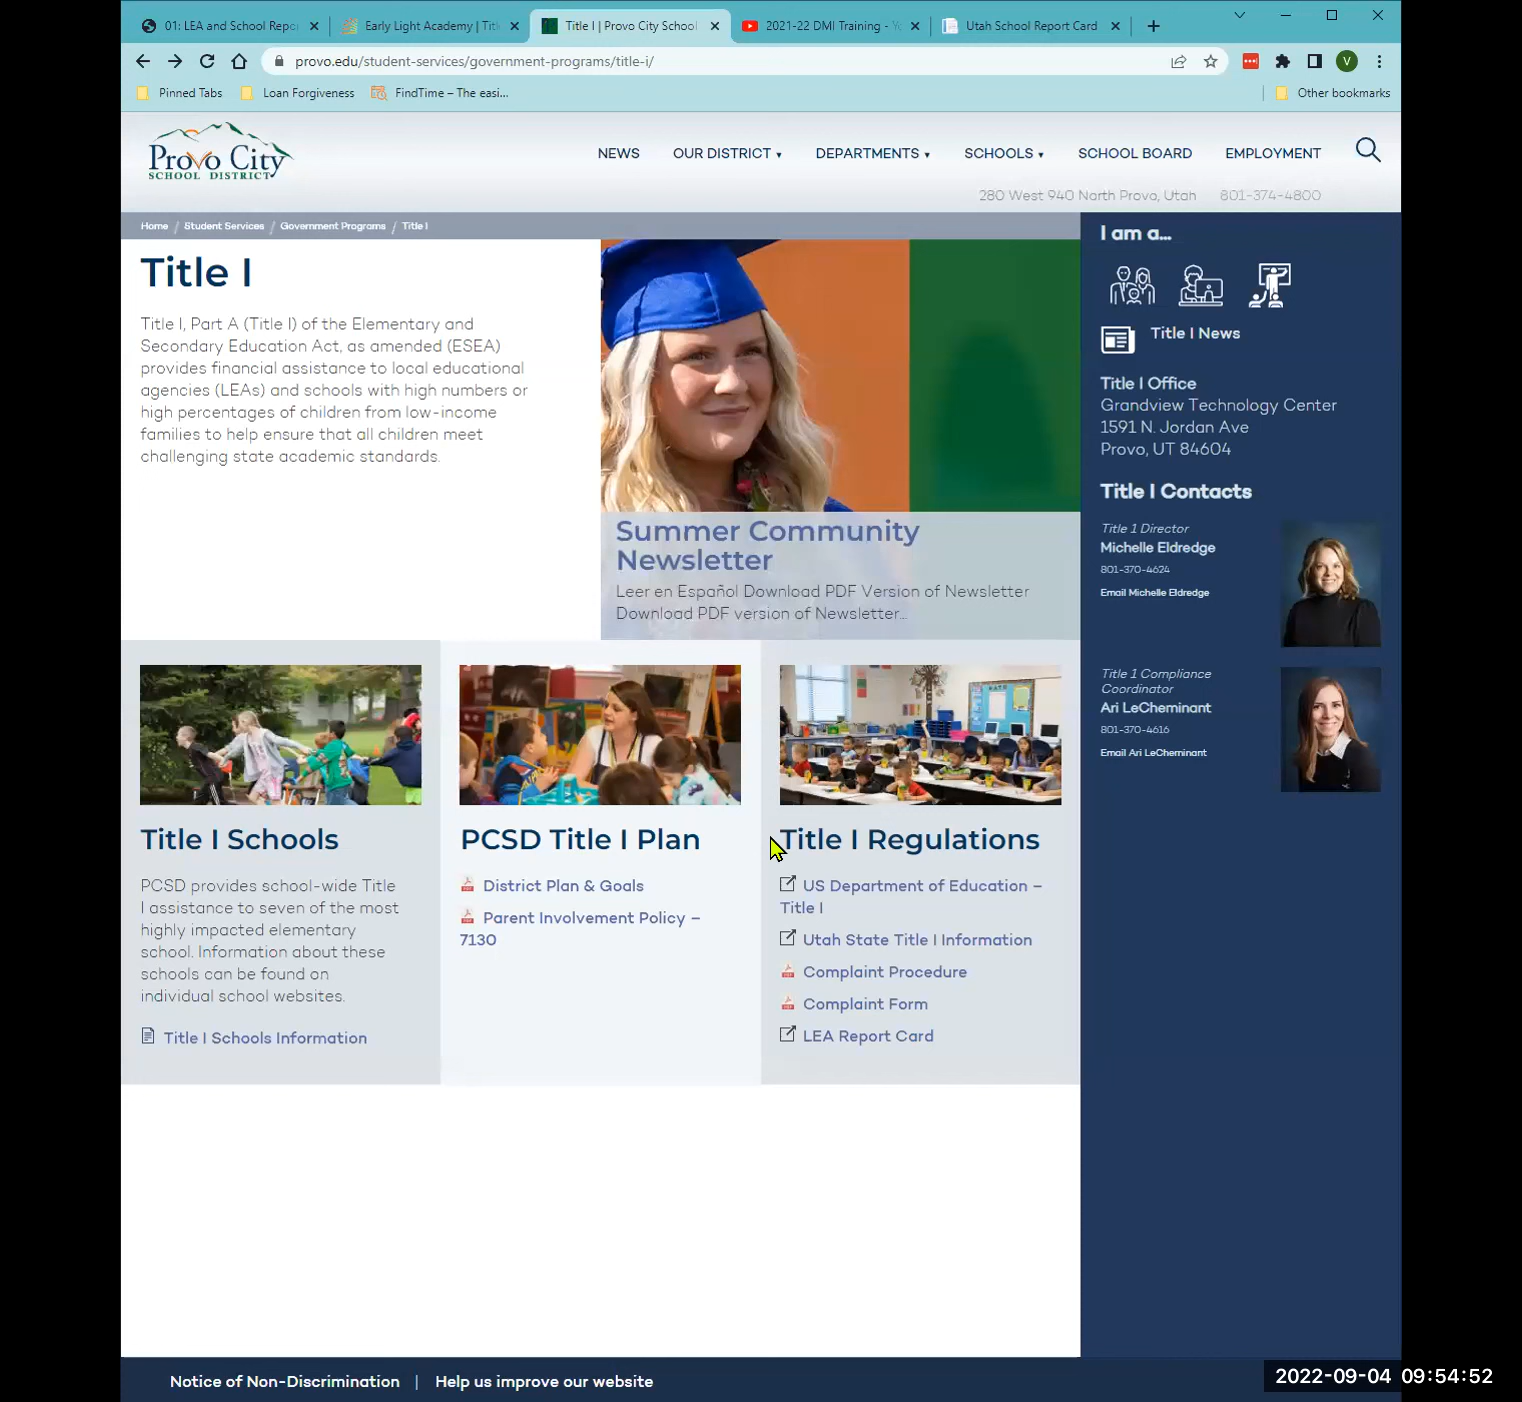 01: LEA and School Repo
Early Light Academy | Titl
Title I | Provo City School
2021-22 DMI Training - Yo
Utah School Report Card
provo.edu/student-services/government-programs/title-i/
V
Pinned Tabs
Loan Forgiveness
FindTime – The easi...
Other bookmarks
Provo City
SCHOOL DISTRICT
NEWS
OUR DISTRICT
DEPARTMENTS
SCHOOLS
SCHOOL BOARD
EMPLOYMENT
280 West 940 North Provo, Utah
801-374-4800
Home / Student Services / Government Programs / Title I
Title I
Title I, Part A (Title I) of the Elementary and
Secondary Education Act, as amended (ESEA)
provides financial assistance to local educational
agencies (LEAs) and schools with high numbers or
high percentages of children from low-income
families to help ensure that all children meet
challenging state academic standards.
Summer Community
Newsletter
Leer en Español Download PDF Version of Newsletter
Download PDF version of Newsletter...
Title I Schools
PCSD provides school-wide Title
I assistance to seven of the most
highly impacted elementary
school. Information about these
schools can be found on
individual school websites.
Title I Schools Information
PCSD Title I Plan
District Plan & Goals
Parent Involvement Policy –
7130
Title I Regulations
US Department of Education –
Title I
Utah State Title I Information
Complaint Procedure
Complaint Form
LEA Report Card
I am a...
Title I News
Title I Office
Grandview Technology Center
1591 N. Jordan Ave
Provo, UT 84604
Title I Contacts
Title 1 Director
Michelle Eldredge
801-370-4624
Email Michelle Eldredge
Title 1 Compliance
Coordinator
Ari LeCheminant
801-370-4616
Email Ari LeCheminant
Notice of Non-Discrimination | Help us improve our website
2022-09-04 09:54:52